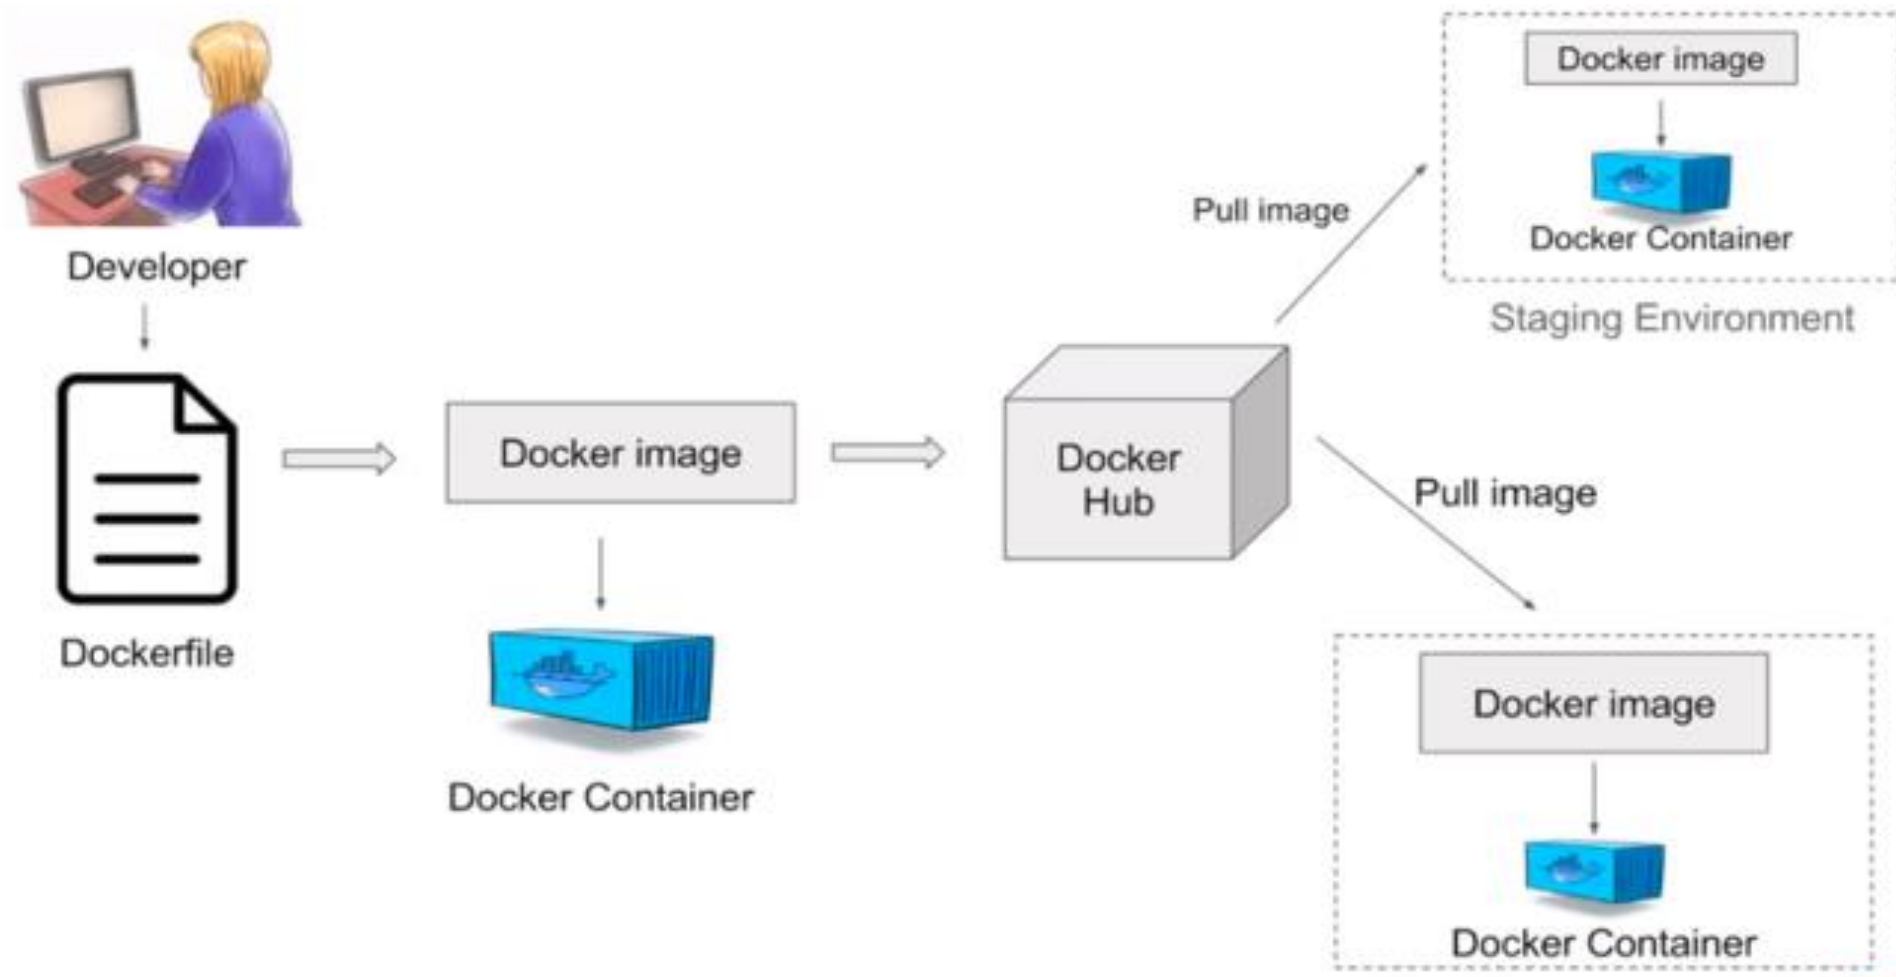 Developer
Dockerfile
Docker image
Docker Container
Docker
Hub
Pull image
Docker image
Docker Container
Staging Environment
Pull image
Docker image
Docker Container